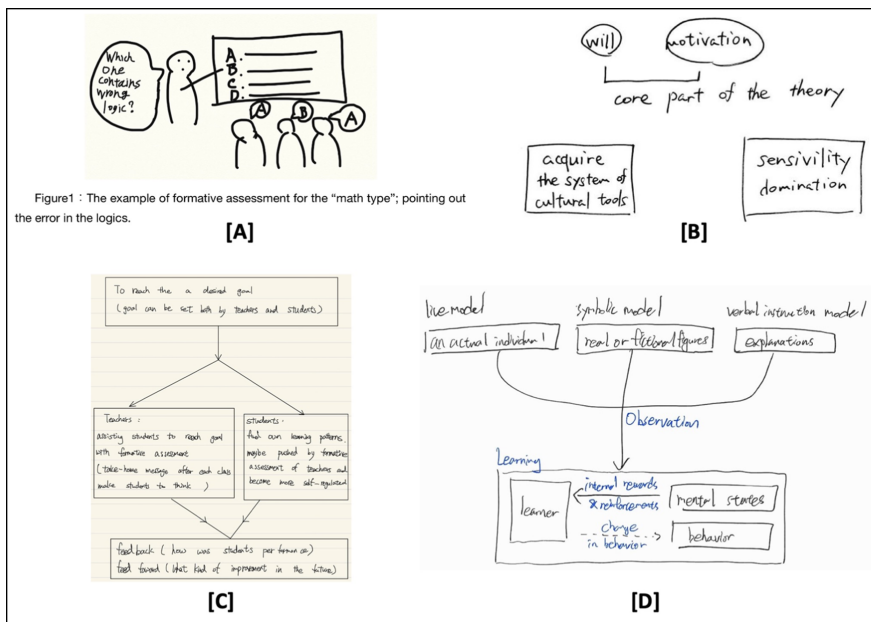 Which
one
contains
wrong
logic?
A.
B.
C.
D.
A
B
A
Figure1：The example of formative assessment for the “math type”; pointing out
the error in the logics.
[A]
will
motivation
core part of the theory
acquire
the system of
cultural tools
sensivility
domination
[B]
To reach the a desired goal
(goal can be set both by teachers and students)
Teachers:
assisting students to reach goal
with formative assessment
(take-home message after each class
make students to think )
students.
find own learning patterns,
maybe pushed by formative
assessment of teachers and
become more self-regulated
feedback ( how was students performance)
feed foward ( what kind of improvement in the future)
[C]
live model
an actual individual
symbolic model
real or fictional figures
verbal instruction model
explanations
Observation
Learning
learner
internal rewards
& reinforcements
mental states
change
in behavior
behavior
[D]